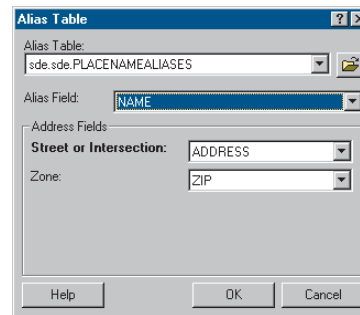 Alias Table
Alias Table:
sde.sde.PLACENAMEALIASES
Alias Field: NAME
Address Fields
Street or Intersection: ADDRESS
Zone: ZIP
Help OK Cancel